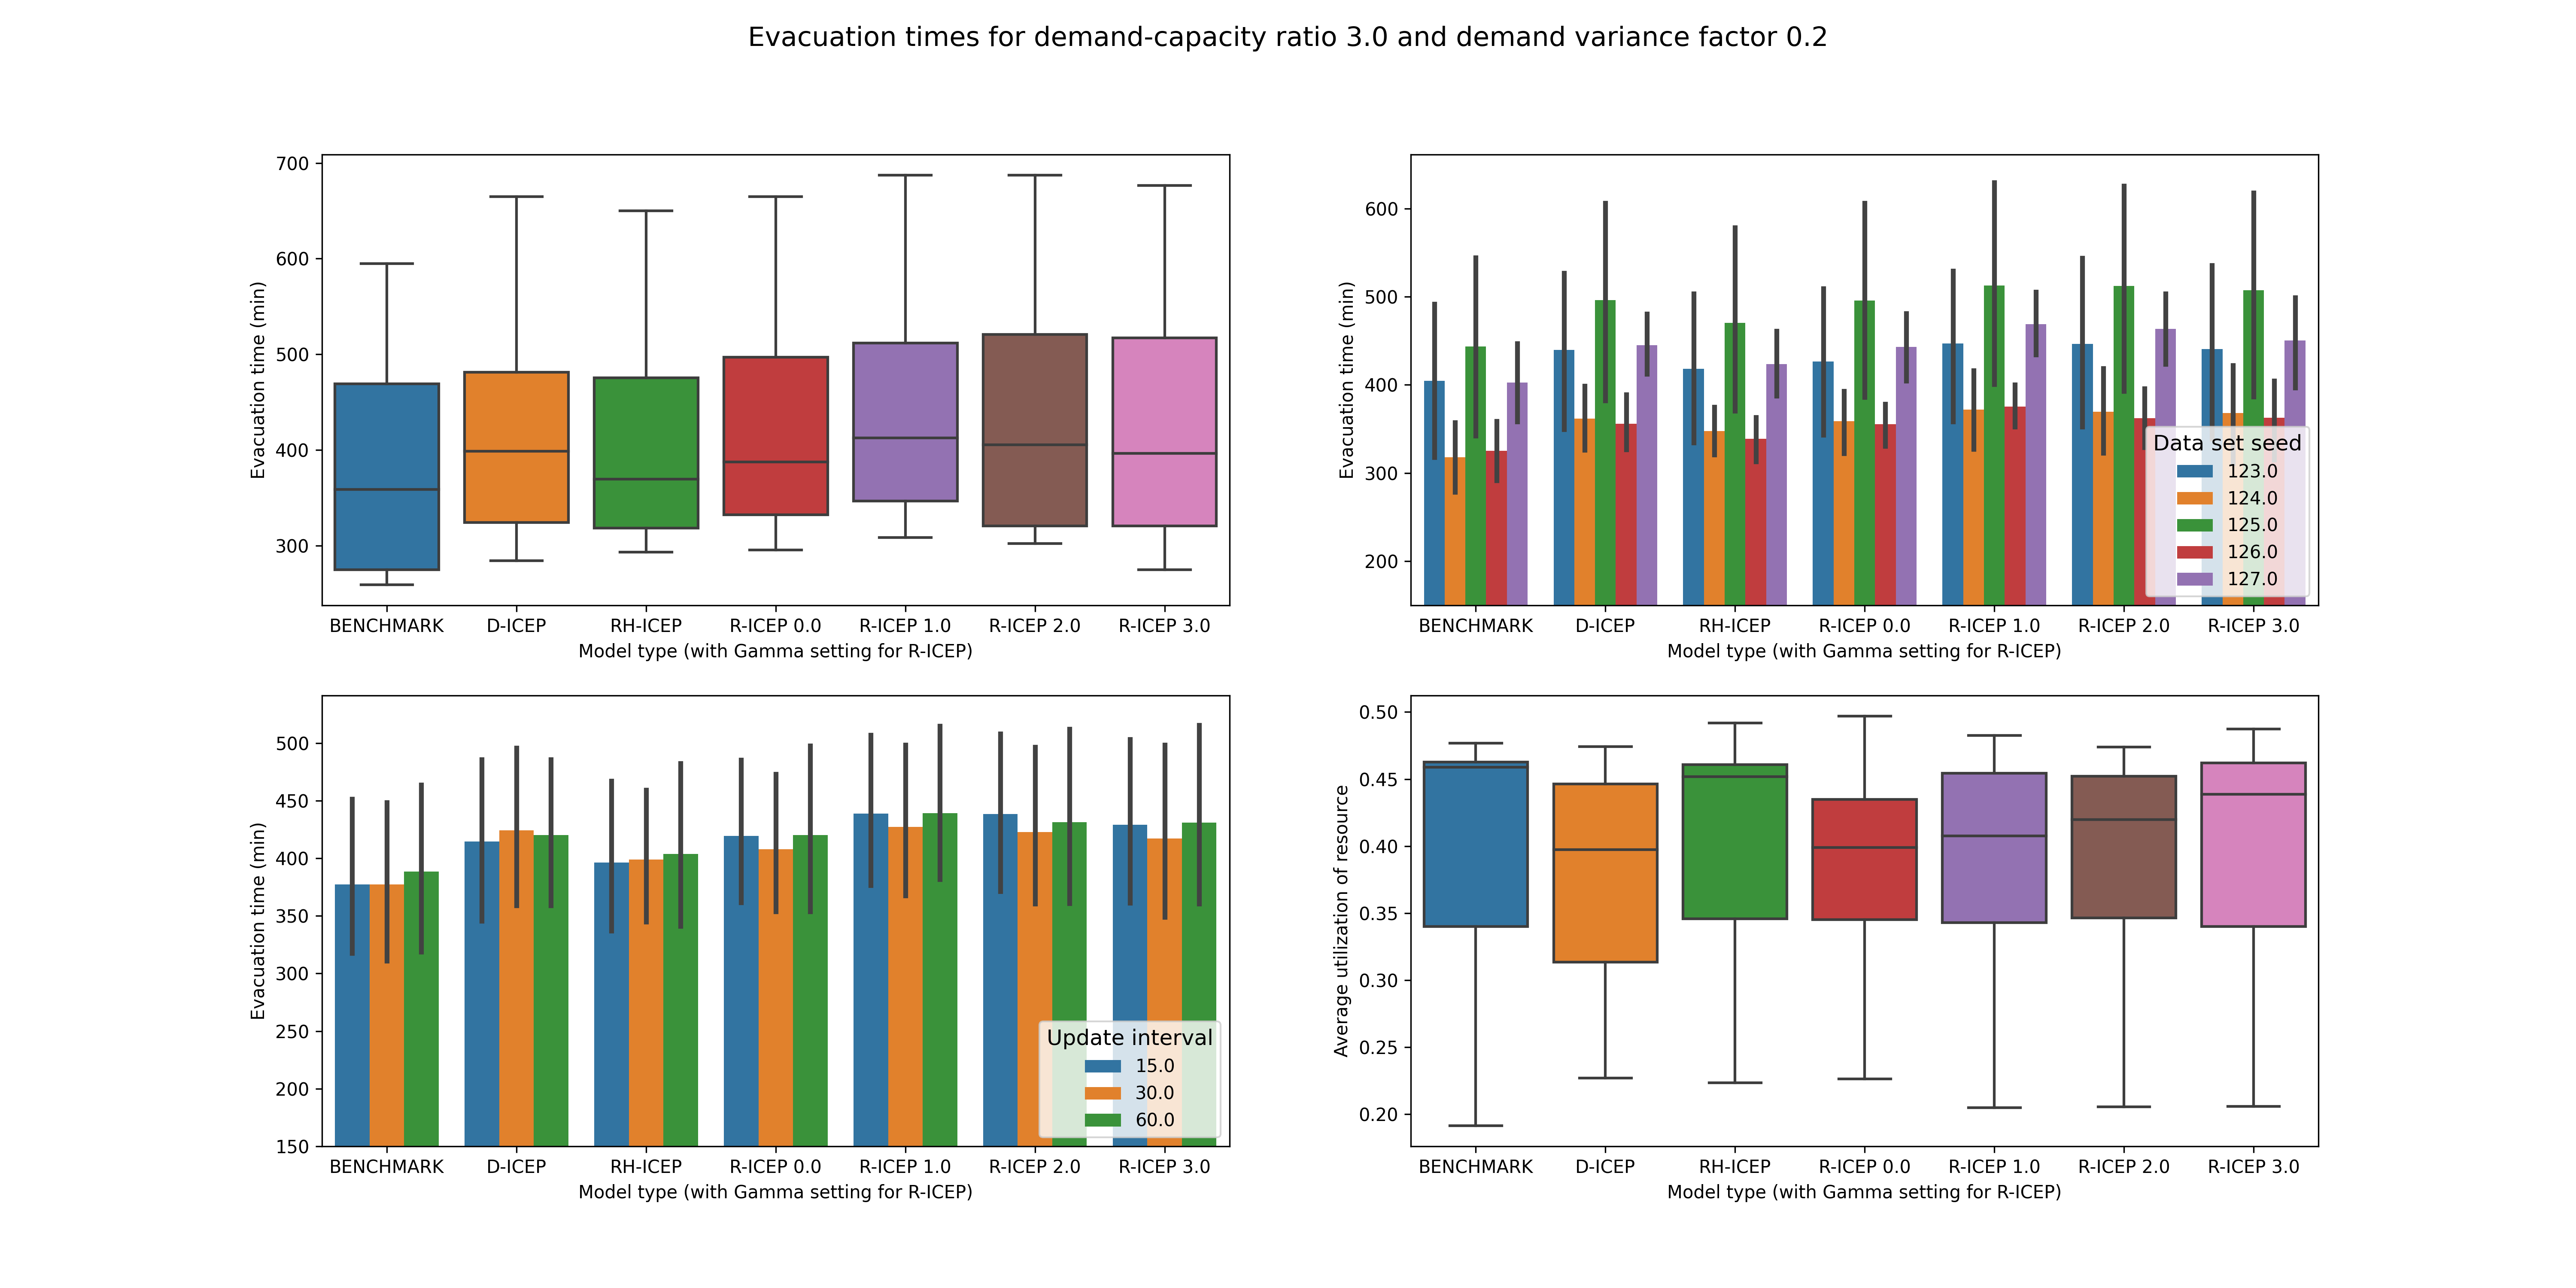 Evacuation times for demand-capacity ratio 3.0 and demand variance factor 0.2
700
600
500
400
300
Evacuation time (min)
BENCHMARK D-ICEP RH-ICEP R-ICEP 0.0 R-ICEP 1.0 R-ICEP 2.0 R-ICEP 3.0
Model type (with Gamma setting for R-ICEP)
600
500
400
300
200
Evacuation time (min)
Data set seed
123.0
124.0
125.0
126.0
127.0
BENCHMARK D-ICEP RH-ICEP R-ICEP 0.0 R-ICEP 1.0 R-ICEP 2.0 R-ICEP 3.0
Model type (with Gamma setting for R-ICEP)
500
450
400
350
300
250
200
150
Evacuation time (min)
Update interval
15.0
30.0
60.0
BENCHMARK D-ICEP RH-ICEP R-ICEP 0.0 R-ICEP 1.0 R-ICEP 2.0 R-ICEP 3.0
Model type (with Gamma setting for R-ICEP)
0.50
0.45
0.40
0.35
0.30
0.25
0.20
Average utilization of resource
BENCHMARK D-ICEP RH-ICEP R-ICEP 0.0 R-ICEP 1.0 R-ICEP 2.0 R-ICEP 3.0
Model type (with Gamma setting for R-ICEP)